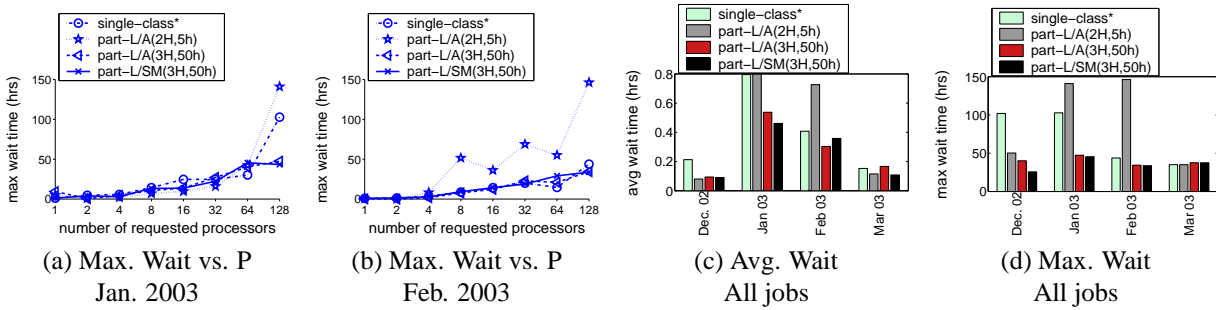 single−class*
part−L/A(2H,5h)
part−L/A(3H,50h)
part−L/SM(3H,50h)
max wait time (hrs)
150
100
50
0
1 2 4 8 16 32 64 128
number of requested processors
(a) Max. Wait vs. P
Jan. 2003
single−class*
part−L/A(2H,5h)
part−L/A(3H,50h)
part−L/SM(3H,50h)
max wait time (hrs)
150
100
50
0
1 2 4 8 16 32 64 128
number of requested processors
(b) Max. Wait vs. P
Feb. 2003
single−class*
part−L/A(2H,5h)
part−L/A(3H,50h)
part−L/SM(3H,50h)
avg wait time (hrs)
0.8
0.6
0.4
0.2
0
Dec. 02
Jan 03
Feb 03
Mar 03
(c) Avg. Wait
All jobs
single−class*
part−L/A(2H,5h)
part−L/A(3H,50h)
part−L/SM(3H,50h)
max wait time (hrs)
150
100
50
0
Dec. 02
Jan 03
Feb 03
Mar 03
(d) Max. Wait
All jobs